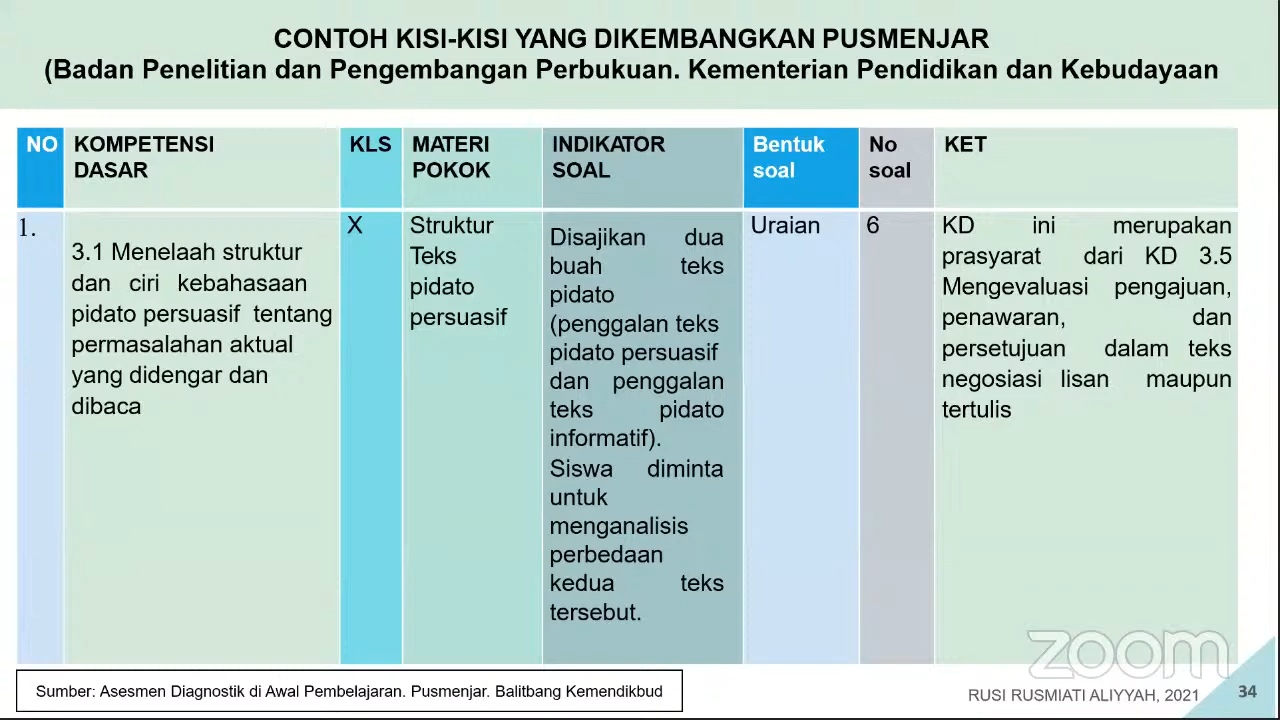 CONTOH KISI-KISI YANG DIKEMBANGKAN PUSMENJAR
(Badan Penelitian dan Pengembangan Perbukuan. Kementerian Pendidikan dan Kebudayaan
NO
KOMPETENSI
DASAR
KLS
MATERI
POKOK
INDIKATOR
SOAL
Bentuk
soal
No
soal
KET
1.
3.1 Menelaah struktur
dan ciri kebahasaan
pidato persuasif tentang
permasalahan aktual
yang didengar dan
dibaca
X
Struktur
Teks
pidato
persuasif
Disajikan dua
buah teks
pidato
(penggalan teks
pidato persuasif
dan penggalan
teks pidato
informatif).
Siswa diminta
untuk
menganalisis
perbedaan
kedua teks
tersebut.
Uraian
6
KD ini merupakan
prasyarat dari KD 3.5
Mengevaluasi pengajuan,
penawaran, dan
persetujuan dalam teks
negosiasi lisan maupun
tertulis
zoom
Sumber: Asesmen Diagnostik di Awal Pembelajaran. Pusmenjar. Balitbang Kemendikbud
RUSI RUSMIATI ALIYYAH, 2021
34